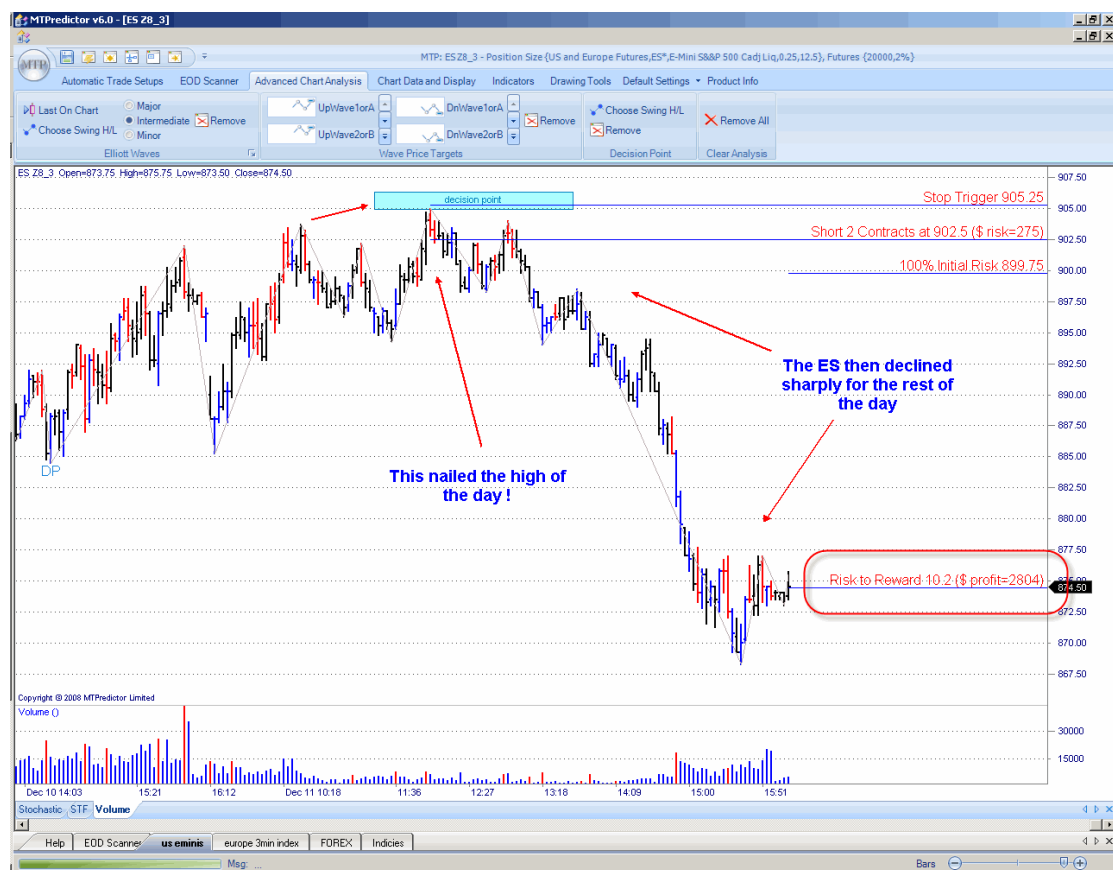 MTPredictor v6.0 - [ES Z8_3]
MTP
MTP: ES Z8_3 - Position Size {US and Europe Futures,ES*,E-Mini S&&P 500 Cadj Liq,0.25,12.5}, Futures {20000,2%}
Automatic Trade Setups EOD Scanner Advanced Chart Analysis Chart Data and Display Indicators Drawing Tools Default Settings Product Info
Last On Chart
Choose Swing H/L
Major
Intermediate
Minor
Remove
Elliott Waves
UpWave1orA
UpWave2orB
DnWave1orA
DnWave2orB
Remove
Wave Price Targets
Choose Swing H/L
Remove
Decision Point
Remove All
Clear Analysis
ES Z8_3 Open=873.75 High=875.75 Low=873.50 Close=874.50
decision point
Stop Trigger 905.25
Short 2 Contracts at 902.5 ($ risk=275)
100% Initial Risk 899.75
The ES then declined
sharply for the rest of
the day
This nailed the high of
the day !
DP
Risk to Reward 10.2 ($ profit=2804)
907.50
905.00
902.50
900.00
897.50
895.00
892.50
890.00
887.50
885.00
882.50
880.00
877.50
875.00
874.50
872.50
870.00
867.50
Copyright © 2008 MTPredictor Limited
Volume ()
30000
15000
Dec 10 14:03 15:21 16:12 Dec 11 10:18 11:36 12:27 13:18 14:09 15:00 15:51
Stochastic STF Volume
Help EOD Scanner us eminis europe 3min index FOREX Indicies
Msg: ...
Bars